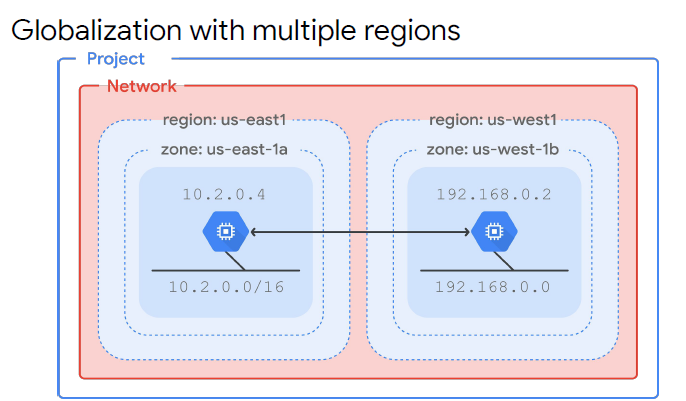 Globalization with multiple regions
Project
Network
region: us-east1
zone: us-east-1a
10.2.0.4
10.2.0.0/16
region: us-west1
zone: us-west-1b
192.168.0.2
192.168.0.0